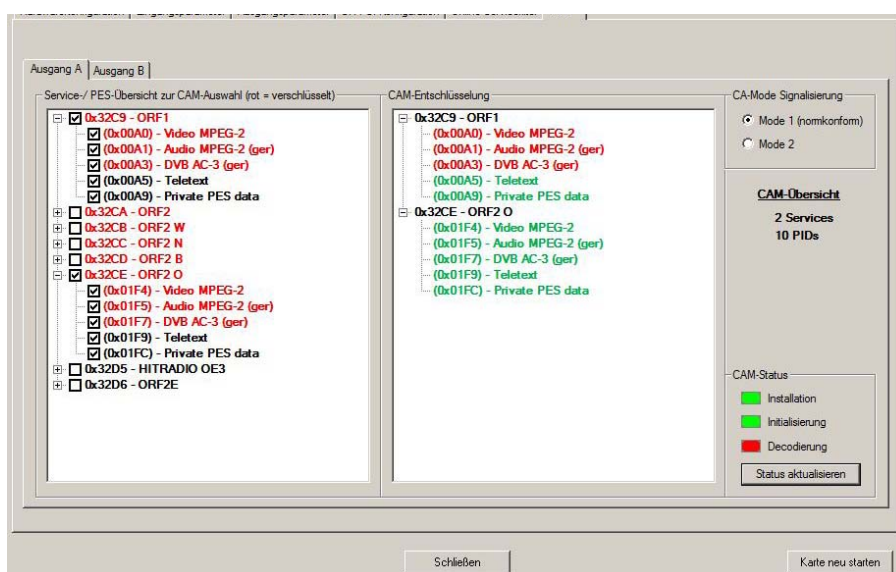 Ausgang A
Ausgang B
Service-/ PES-Übersicht zur CAM-Auswahl (rot = verschlüsselt)
0x32C9 - ORF1
(0x00A0) - Video MPEG-2
(0x00A1) - Audio MPEG-2 (ger)
(0x00A3) - DVB AC-3 (ger)
(0x00A5) - Teletext
(0x00A9) - Private PES data
0x32CA - ORF2
0x32CB - ORF2 W
0x32CC - ORF2 N
0x32CD - ORF2 B
0x32CE - ORF2 O
(0x01F4) - Video MPEG-2
(0x01F5) - Audio MPEG-2 (ger)
(0x01F7) - DVB AC-3 (ger)
(0x01F9) - Teletext
(0x01FC) - Private PES data
0x32D5 - HITRADIO OE3
0x32D6 - ORF2E
CAM-Entschlüsselung
0x32C9 - ORF1
(0x00A0) - Video MPEG-2
(0x00A1) - Audio MPEG-2 (ger)
(0x00A3) - DVB AC-3 (ger)
(0x00A5) - Teletext
(0x00A9) - Private PES data
0x32CE - ORF2 O
(0x01F4) - Video MPEG-2
(0x01F5) - Audio MPEG-2 (ger)
(0x01F7) - DVB AC-3 (ger)
(0x01F9) - Teletext
(0x01FC) - Private PES data
CA-Mode Signalisierung
Mode 1 (nomkonform)
Mode 2
CAM-Übersicht
2 Services
10 PIDs
CAM-Status
Installation
Initialisierung
Decodierung
Status aktualisieren
Schließen
Karte neu starten